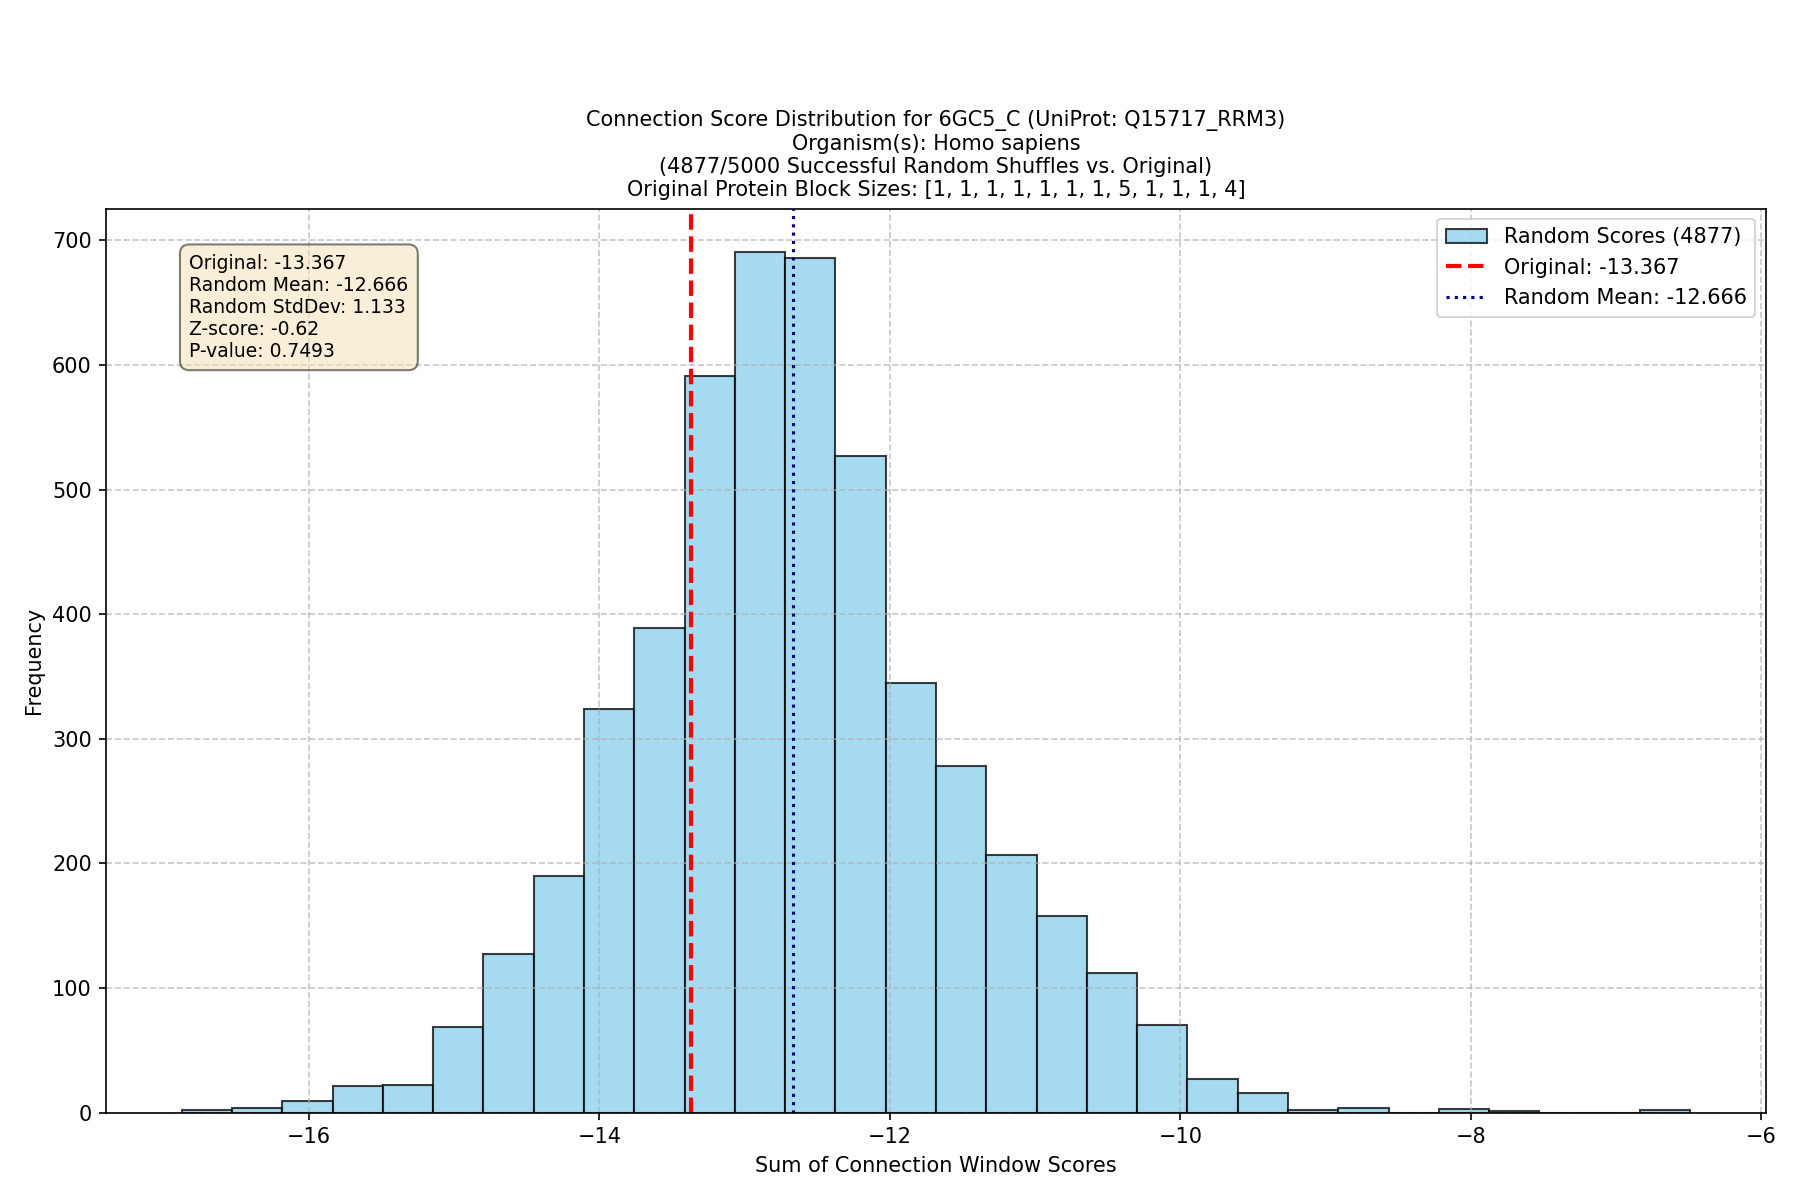 Connection Score Distribution for 6GC5_C (UniProt: Q15717_RRM3)
Organism(s): Homo sapiens
(4877/5000 Successful Random Shuffles vs. Original)
Original Protein Block Sizes: [1, 1, 1, 1, 1, 1, 1, 5, 1, 1, 1, 4]
Original: -13.367
Random Mean: -12.666
Random StdDev: 1.133
Z-score: -0.62
P-value: 0.7493
Random Scores (4877)
Original: -13.367
Random Mean: -12.666
700
600
500
400
300
200
100
0
Frequency
−16
−14
−12
−10
−8
−6
Sum of Connection Window Scores